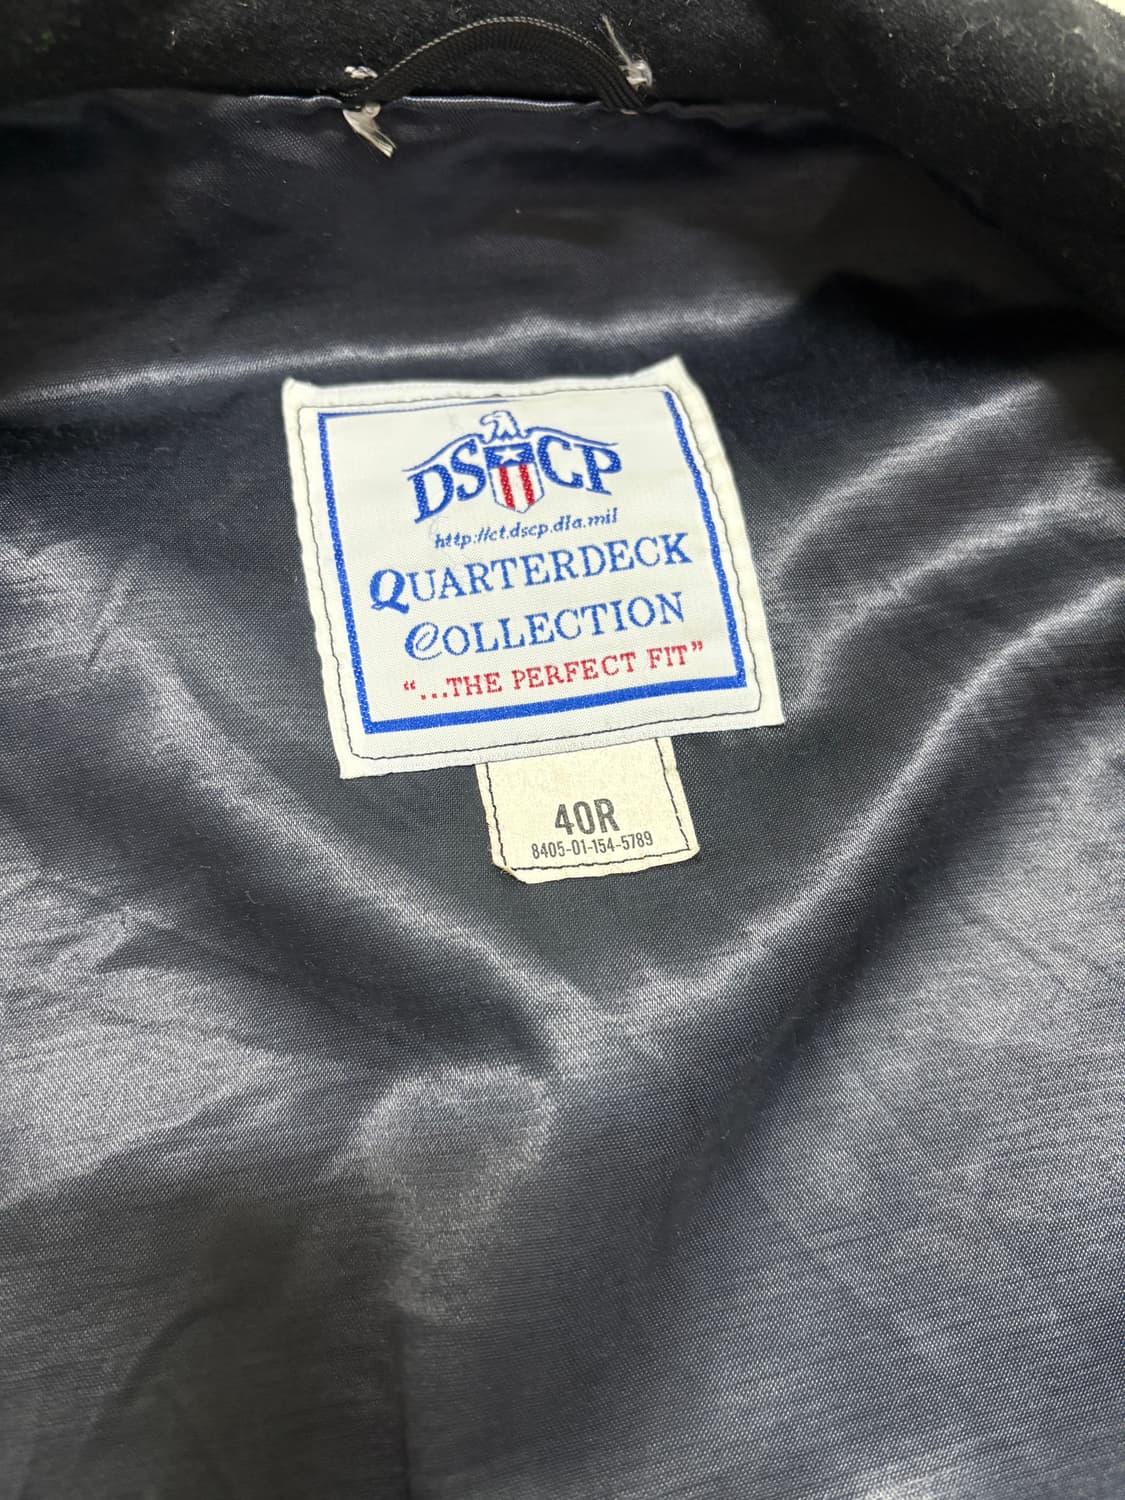 DSCP
http://ct.dscp.dla.mil
QUARTERDECK
COLLECTION
"...THE PERFECT FIT"
40R
8405-01-154-5789